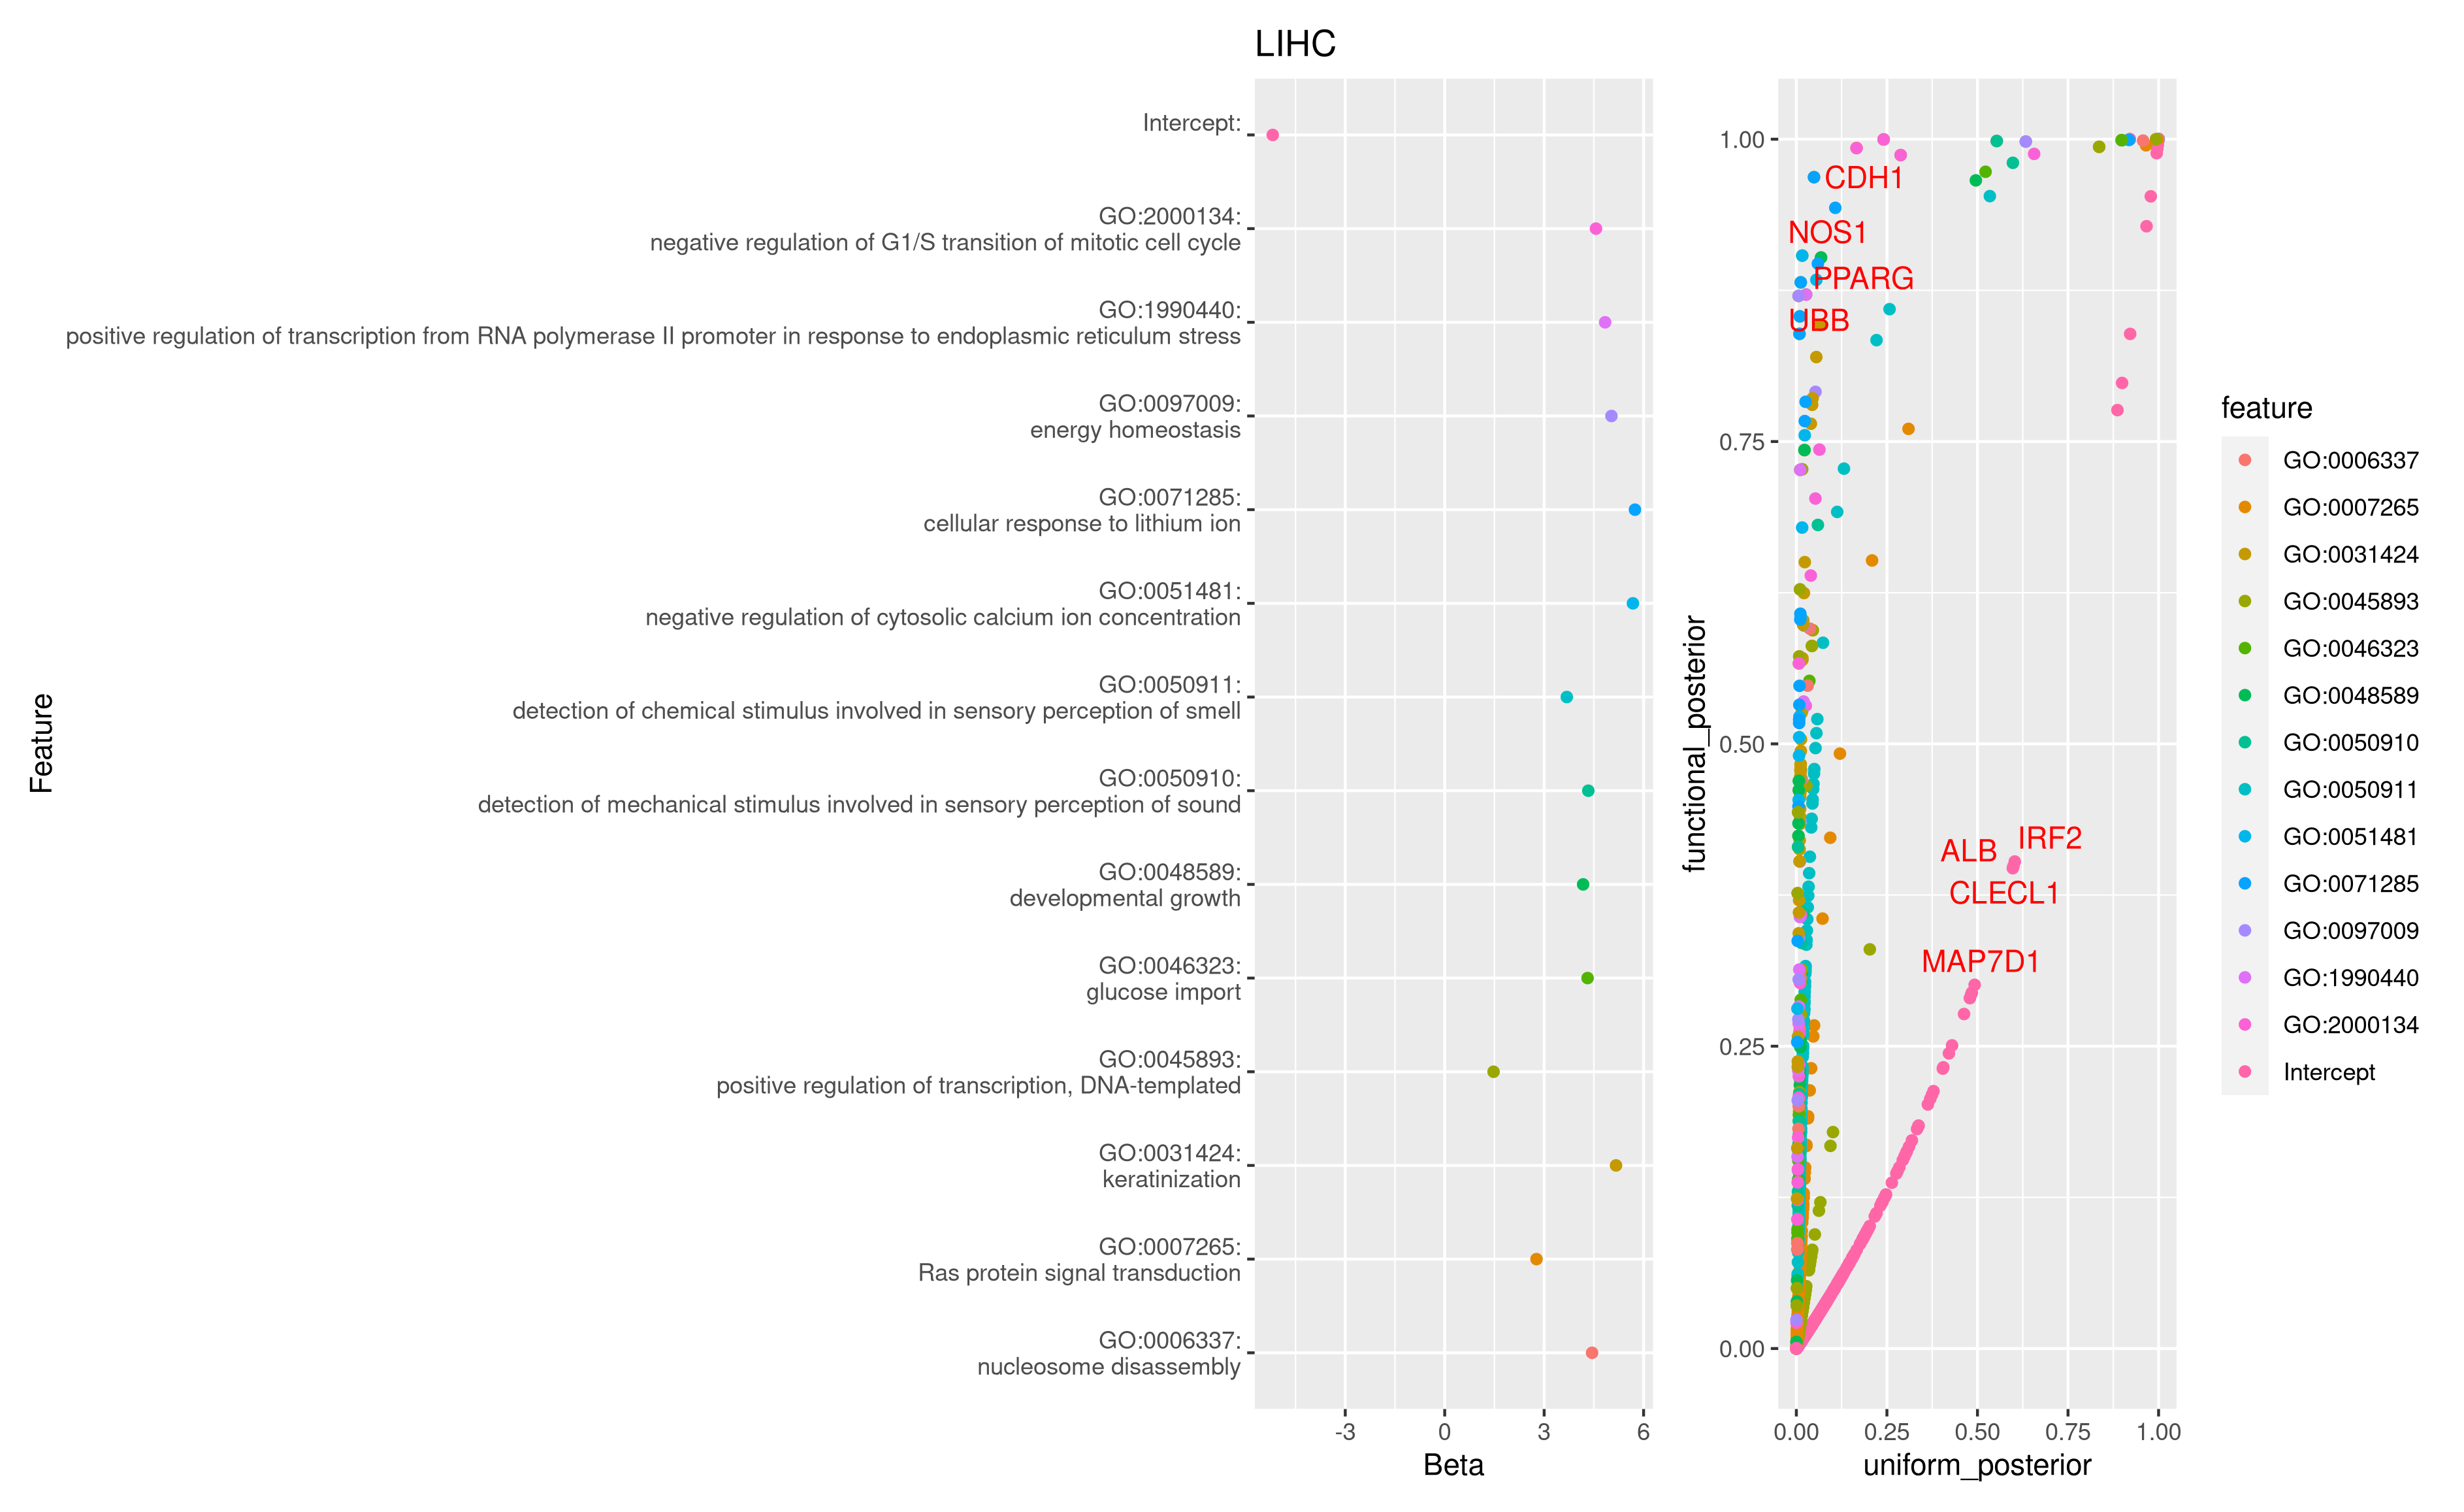 LIHC
Feature
Intercept:
GO:2000134:
negative regulation of G1/S transition of mitotic cell cycle
GO:1990440:
positive regulation of transcription from RNA polymerase II promoter in response to endoplasmic reticulum stress
GO:0097009:
energy homeostasis
GO:0071285:
cellular response to lithium ion
GO:0051481:
negative regulation of cytosolic calcium ion concentration
GO:0050911:
detection of chemical stimulus involved in sensory perception of smell
GO:0050910:
detection of mechanical stimulus involved in sensory perception of sound
GO:0048589:
developmental growth
GO:0046323:
glucose import
GO:0045893:
positive regulation of transcription, DNA-templated
GO:0031424:
keratinization
GO:0007265:
Ras protein signal transduction
GO:0006337:
nucleosome disassembly
-3 0 3 6
Beta
functional_posterior
1.00
0.75
0.50
0.25
0.00
CDH1
NOS1
PPARG
UBB
IRF2
ALB
CLECL1
MAP7D1
0.00 0.25 0.50 0.75 1.00
uniform_posterior
feature
GO:0006337
GO:0007265
GO:0031424
GO:0045893
GO:0046323
GO:0048589
GO:0050910
GO:0050911
GO:0051481
GO:0071285
GO:0097009
GO:1990440
GO:2000134
Intercept